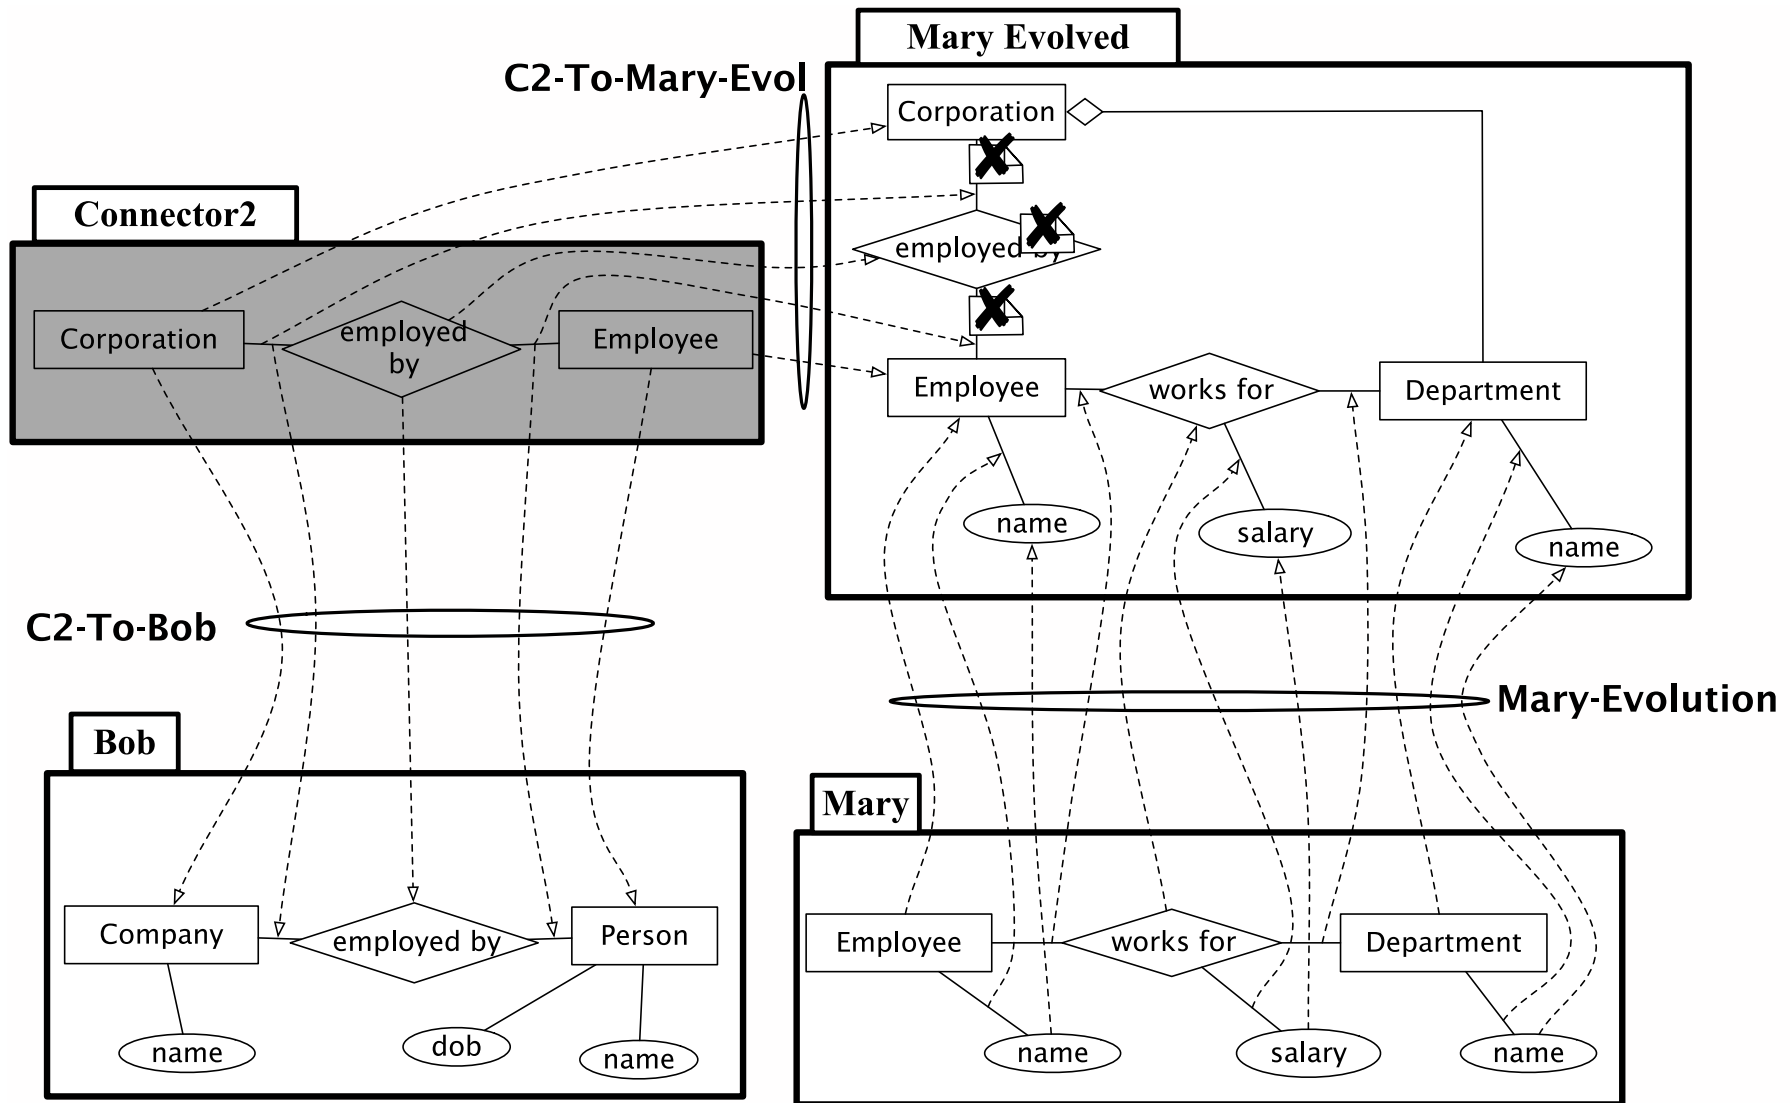 Mary Evolved
C2-To-Mary-Evol
Corporation
Connector2
employed by
Corporation
employed
by
Employee
Employee
works for
Department
name
salary
name
C2-To-Bob
Mary-Evolution
Bob
Mary
Company
employed by
Person
Employee
works for
Department
name
dob
name
name
salary
name